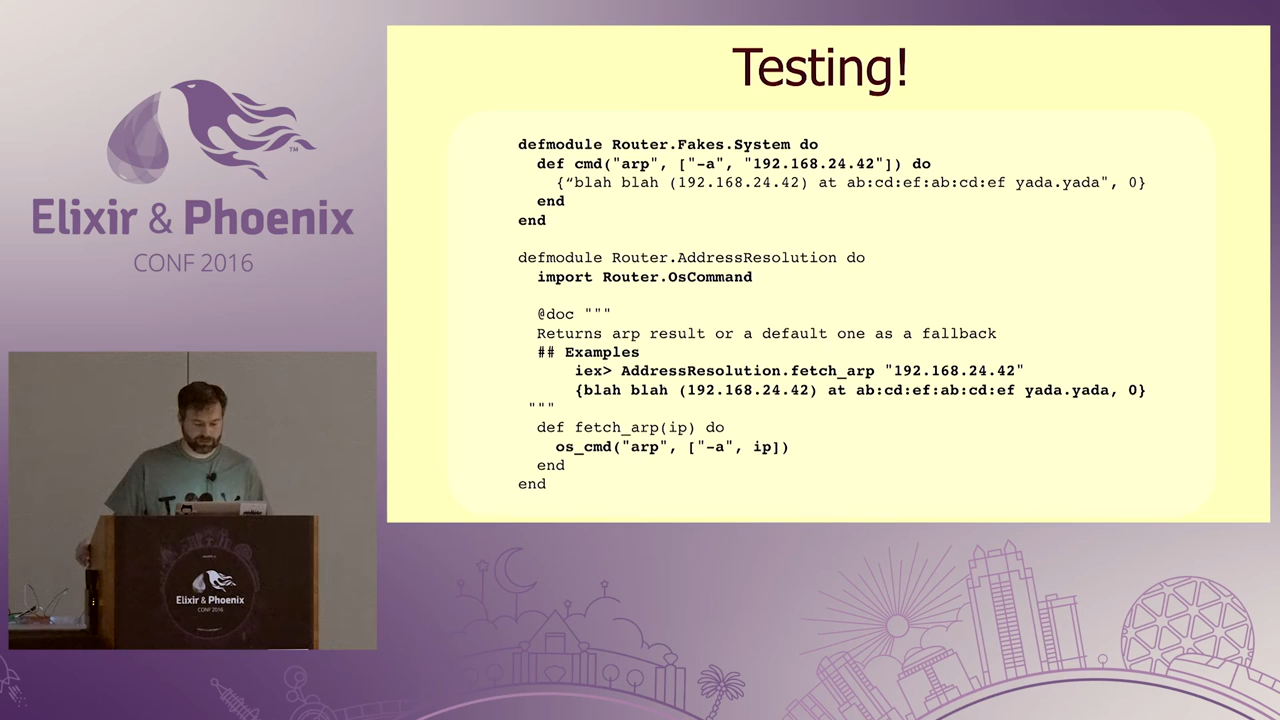 Elixir & Phoenix
CONF 2016
TM
Testing!
defmodule Router.Fakes.System do
def cmd("arp", ["-a", "192.168.24.42"]) do
{“blah blah (192.168.24.42) at ab:cd:ef:ab:cd:ef yada.yada", 0}
end
end
defmodule Router.AddressResolution do
import Router.OsCommand
@doc """
Returns arp result or a default one as a fallback
## Examples
iex> AddressResolution.fetch_arp "192.168.24.42"
{blah blah (192.168.24.42) at ab:cd:ef:ab:cd:ef yada.yada, 0}
"""
def fetch_arp(ip) do
os_cmd("arp", ["-a", ip])
end
end
Elixir & Phoenix
CONF 2016